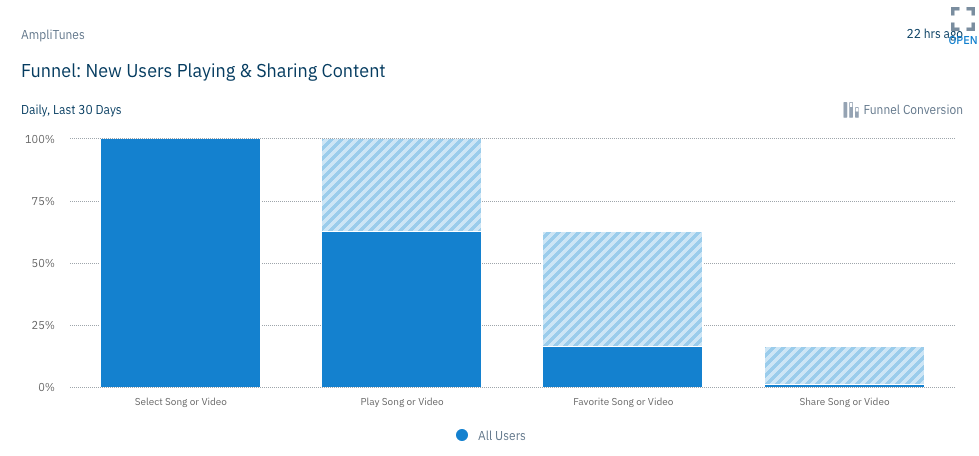 AmpliTunes
22 hrs ago
OPEN
Funnel: New Users Playing & Sharing Content
Daily, Last 30 Days
Funnel Conversion
100%
75%
50%
25%
0%
Select Song or Video
Play Song or Video
Favorite Song or Video
Share Song or Video
All Users